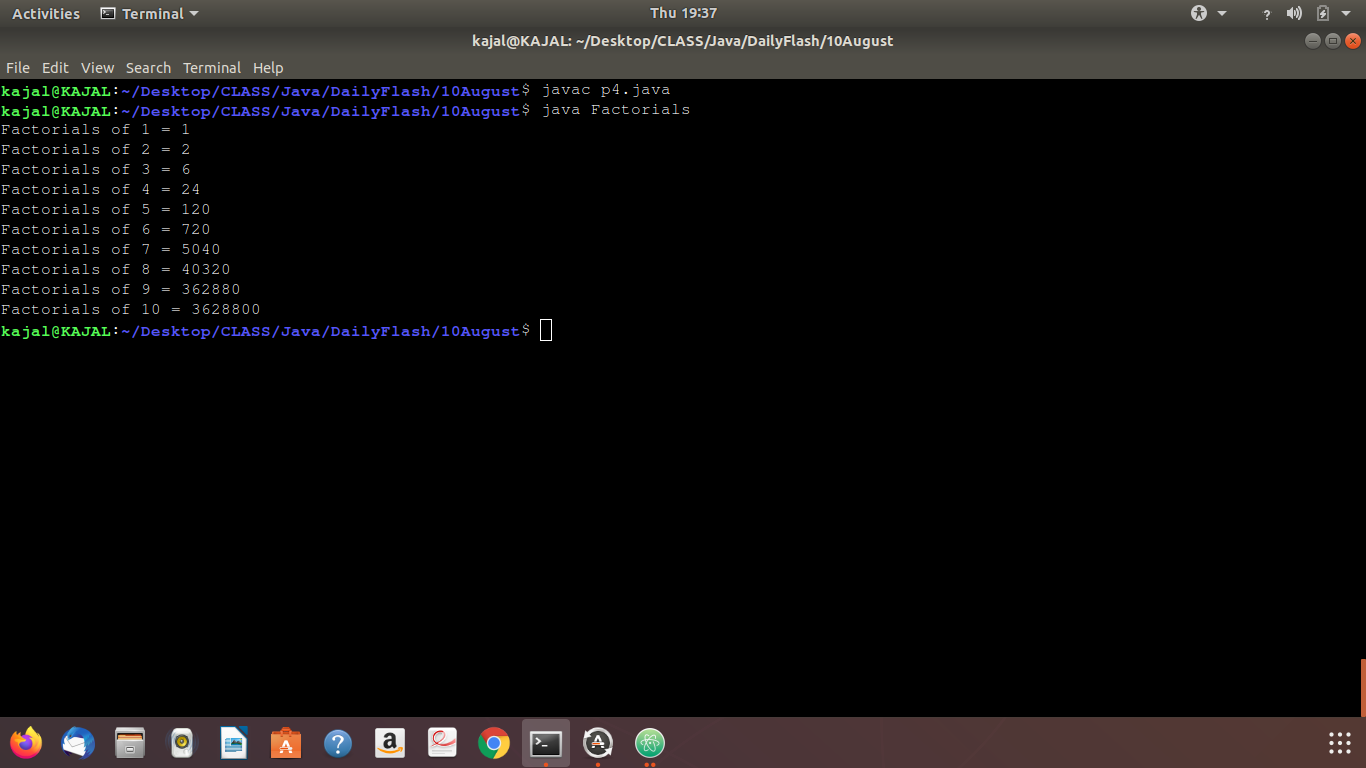 Activities Terminal Thu 19:37
kajal@KAJAL: ~/Desktop/CLASS/Java/DailyFlash/10August
File Edit View Search Terminal Help
kajal@KAJAL:~/Desktop/CLASS/Java/DailyFlash/10August$ javac p4.java
kajal@KAJAL:~/Desktop/CLASS/Java/DailyFlash/10August$ java Factorials
Factorials of 1 = 1
Factorials of 2 = 2
Factorials of 3 = 6
Factorials of 4 = 24
Factorials of 5 = 120
Factorials of 6 = 720
Factorials of 7 = 5040
Factorials of 8 = 40320
Factorials of 9 = 362880
Factorials of 10 = 3628800
kajal@KAJAL:~/Desktop/CLASS/Java/DailyFlash/10August$